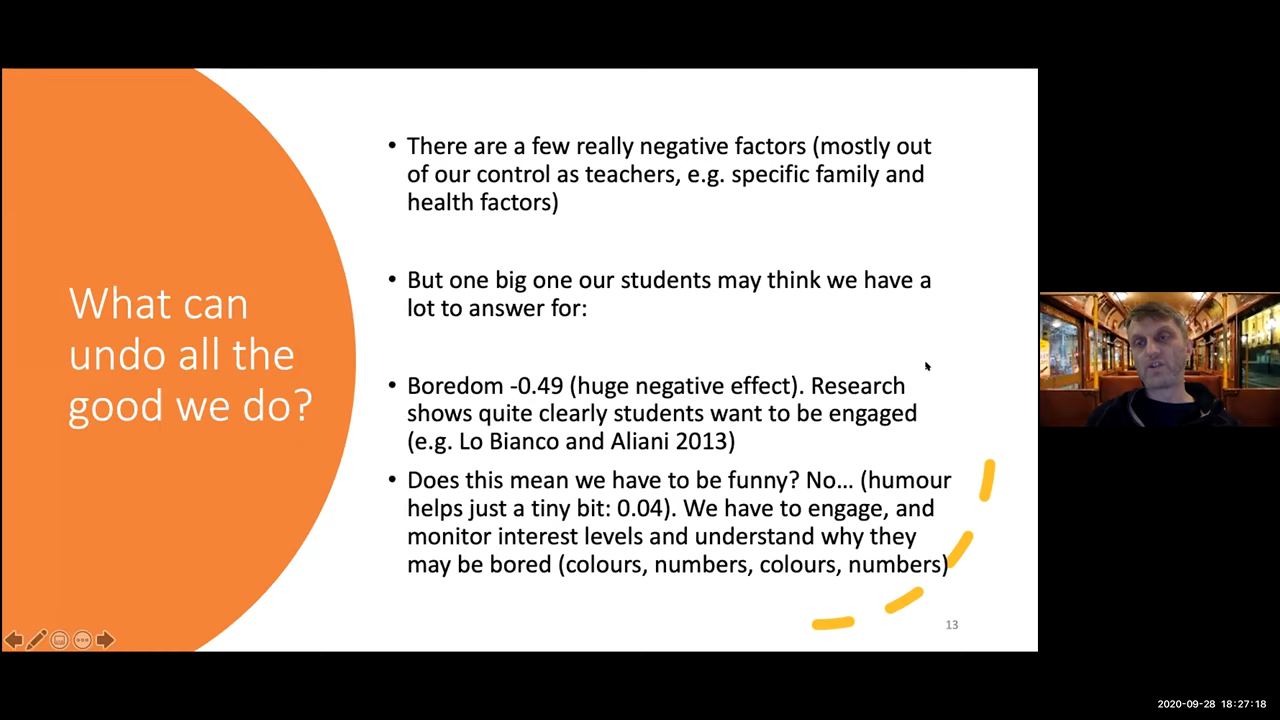 What can
undo all the
good we do?
• There are a few really negative factors (mostly out
of our control as teachers, e.g. specific family and
health factors)
• But one big one our students may think we have a
lot to answer for:
• Boredom -0.49 (huge negative effect). Research
shows quite clearly students want to be engaged
(e.g. Lo Bianco and Aliani 2013)
• Does this mean we have to be funny? No... (humour
helps just a tiny bit: 0.04). We have to engage, and
monitor interest levels and understand why they
may be bored (colours, numbers, colours, numbers)
13
2020-09-28 18:27:18